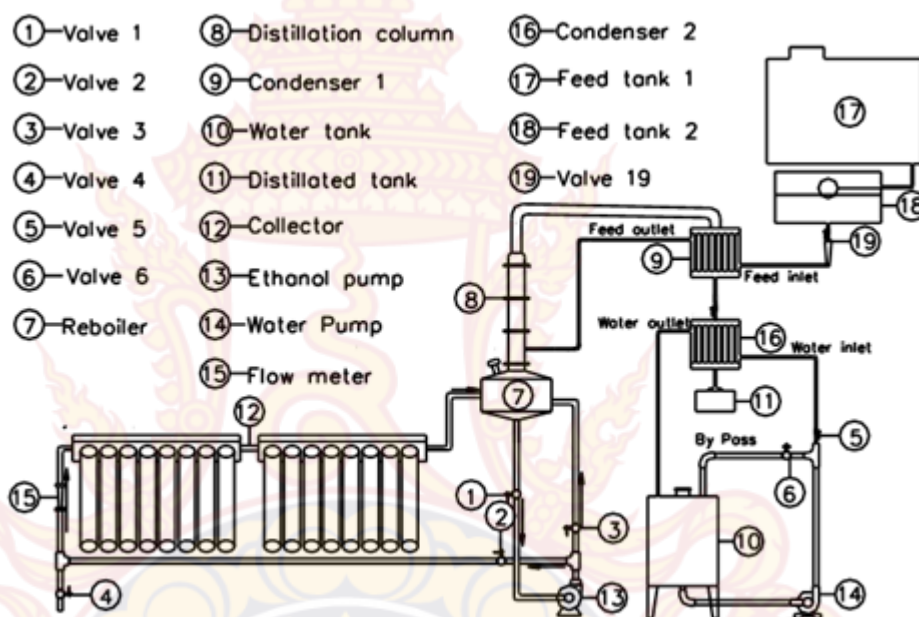 1 Valve 1
2 Valve 2
3 Valve 3
4 Valve 4
5 Valve 5
6 Valve 6
7 Reboiler
8 Distillation column
9 Condenser 1
10 Water tank
11 Distillated tank
12 Collector
13 Ethanol pump
14 Water Pump
15 Flow meter
16 Condenser 2
17 Feed tank 1
18 Feed tank 2
19 Valve 19
17
18
19
Feed outlet
9
Feed inlet
8
Water outlet
16
Water inlet
7
11
12
By Pass
5
6
15
1
2
3
10
4
13
14